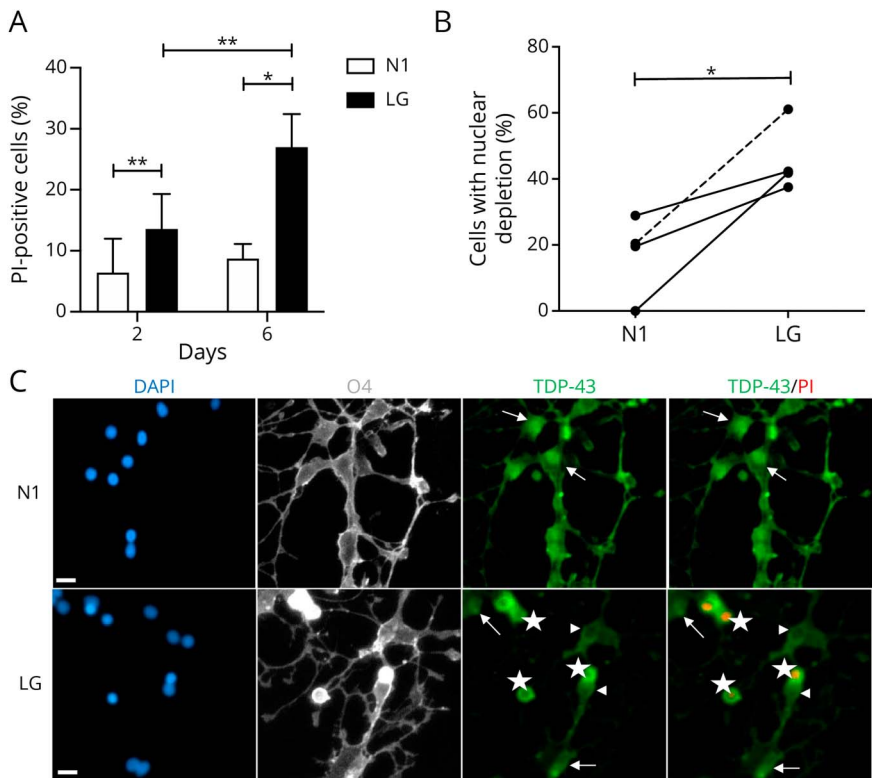 A
PI-positive cells (%)
40
30
20
10
0
**
**
*
N1
LG
2
6
Days
B
Cells with nuclear
depletion (%)
80
60
40
20
0
*
N1
LG
C
DAPI
O4
TDP-43
TDP-43/PI
N1
LG